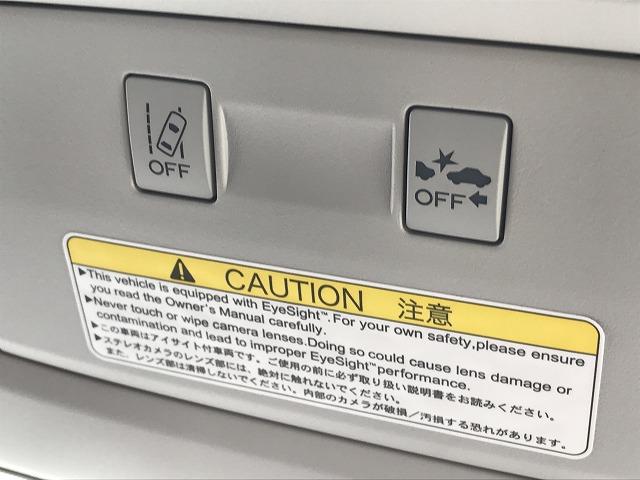 OFF
OFF
CAUTION 注意
▶This vehicle is equipped with EyeSight™. For your own safety,please ensure
you read the Owner's Manual carefully.
▶Never touch or wipe camera lenses.Doing so could cause lens damage or
contamination and lead to improper EyeSight™performance.
▶この車両はアイサイト付車両です。ご使用の前に必ず取り扱い説明書をお読みください。
▶ステレオカメラのレンズ部には、絶対に触れないでください。
また、レンズ部は清掃しないでください。内部のカメラが破損/汚損する恐れがあります。